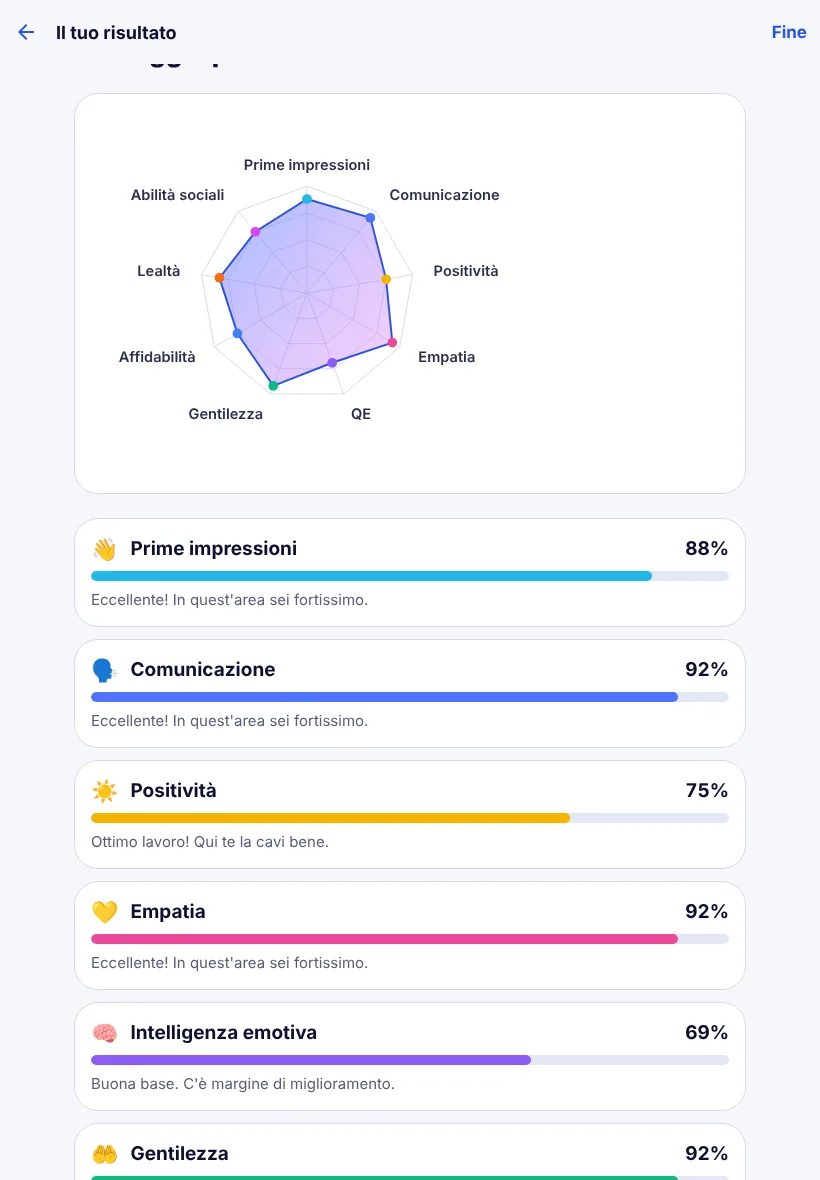 Il tuo risultato
Fine
Prime impressioni
Abilità sociali
Comunicazione
Lealtà
Positività
Affidabilità
Empatia
Gentilezza
QE
👋 Prime impressioni 88%
Eccellente! In quest'area sei fortissimo.
🗣️ Comunicazione 92%
Eccellente! In quest'area sei fortissimo.
☀️ Positività 75%
Ottimo lavoro! Qui te la cavi bene.
💛 Empatia 92%
Eccellente! In quest'area sei fortissimo.
🧠 Intelligenza emotiva 69%
Buona base. C'è margine di miglioramento.
🤲 Gentilezza 92%